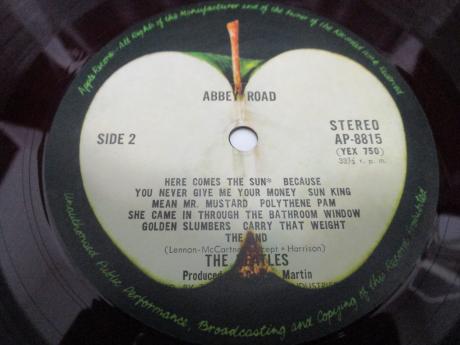 Apple Records-All Rights of the Manufacturer and of the Owner of the Recorded Work Reserved
ABBEY ROAD
SIDE 2
STEREO
AP-8815
(YEX 750)
33⅓ r. p. m.
HERE COMES THE SUN* BECAUSE
YOU NEVER GIVE ME YOUR MONEY SUN KING
MEAN MR. MUSTARD POLYTHENE PAM
SHE CAME IN THROUGH THE BATHROOM WINDOW
GOLDEN SLUMBERS CARRY THAT WEIGHT
THE END
(Lennon-McCartney except * Harrison)
THE BEATLES
Produced Martin
INDUSTRIES
Unauthorised Public Performance, Broadcasting and Copying of this Record Prohibited